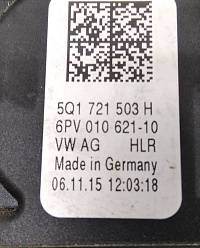 5Q1 721 503 H
6PV 010 621-10
VW AG HLR
Made in Germany
06.11.15 12:03:18